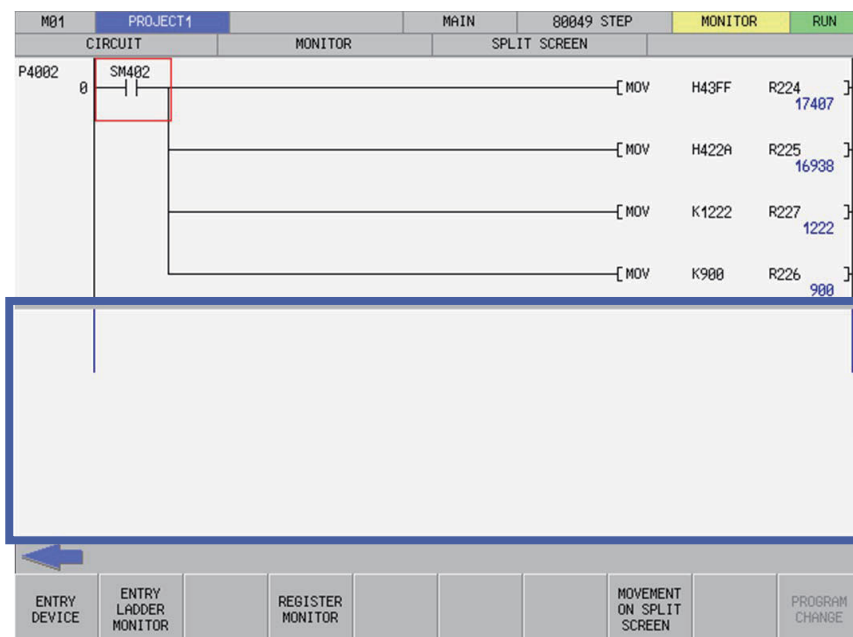 M01 PROJECT1 MAIN 80049 STEP MONITOR RUN
CIRCUIT MONITOR SPLIT SCREEN
P4002 SM402
0 [ MOV H43FF R224 ]
17407
[ MOV H422A R225 ]
16938
[ MOV K1222 R227 ]
1222
[ MOV K900 R226 ]
900
ENTRY DEVICE
ENTRY LADDER MONITOR
REGISTER MONITOR
MOVEMENT ON SPLIT SCREEN
PROGRAM CHANGE